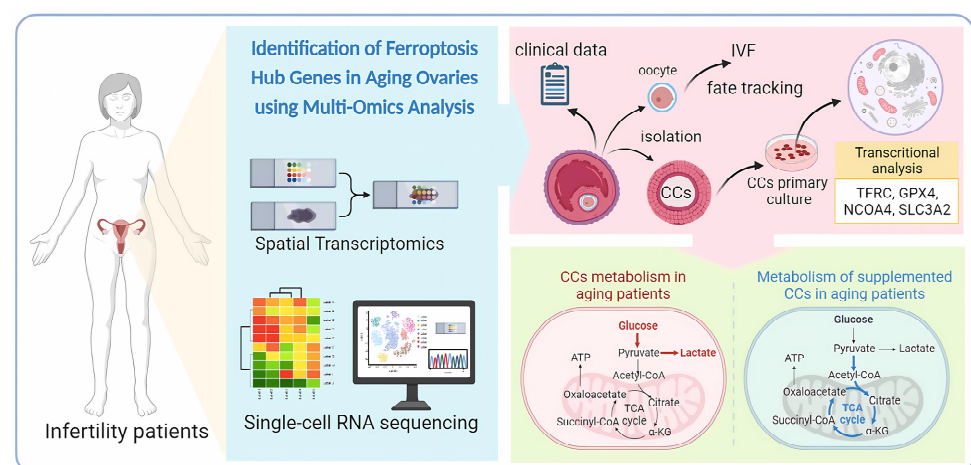 Infertility patients
Identification of Ferroptosis
Hub Genes in Aging Ovaries
using Multi-Omics Analysis
Spatial Transcriptomics
Single-cell RNA sequencing
clinical data
oocyte
IVF
fate tracking
isolation
CCs
CCs primary
culture
Transcritional
analysis
TFRC, GPX4,
NCOA4, SLC3A2
CCs metabolism in
aging patients
Glucose
Pyruvate
Lactate
ATP
Acetyl-CoA
Oxaloacetate
Citrate
TCA
cycle
Succinyl-CoA
α-KG
Metabolism of supplemented
CCs in aging patients
Glucose
Pyruvate
Lactate
ATP
Acetyl-CoA
Oxaloacetate
Citrate
TCA
cycle
Succinyl-CoA
α-KG